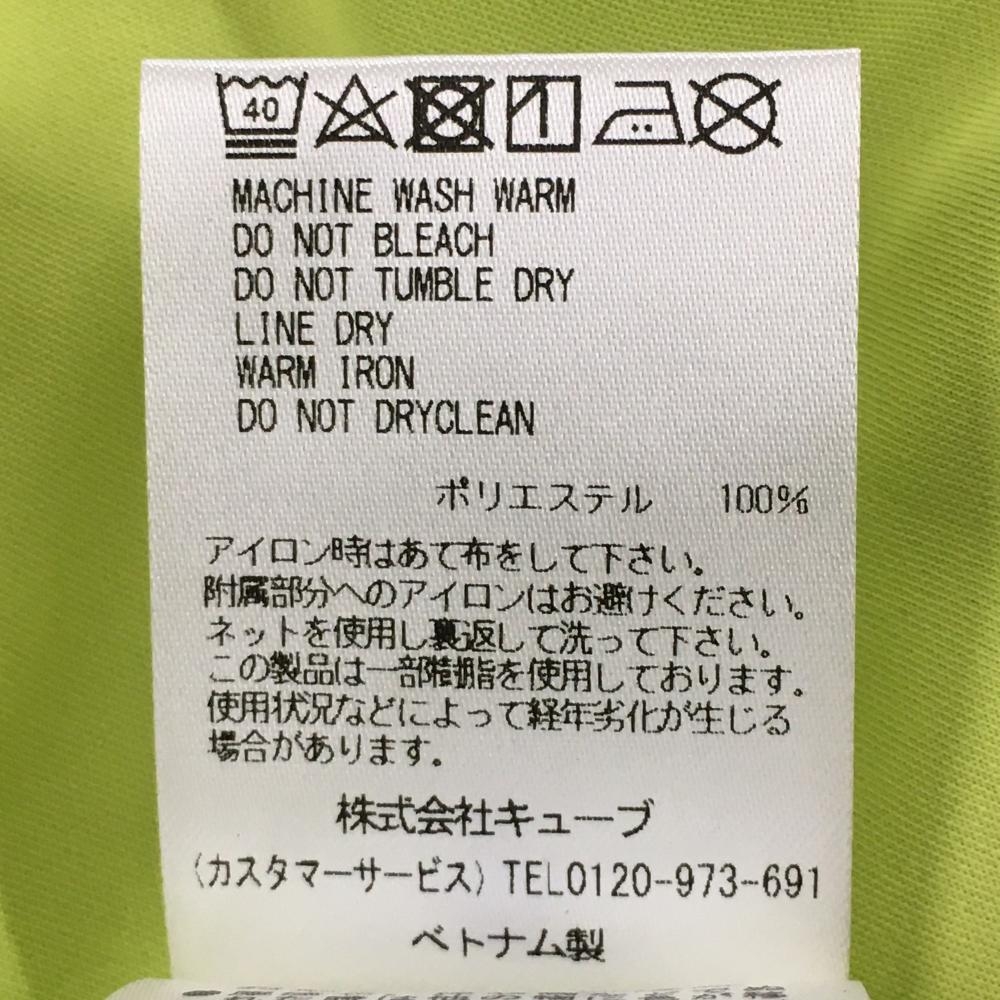 40
MACHINE WASH WARM
DO NOT BLEACH
DO NOT TUMBLE DRY
LINE DRY
WARM IRON
DO NOT DRYCLEAN
ポリエステル 100%
アイロン時はあて布をして下さい。
附属部分へのアイロンはお避けください。
ネットを使用し裏返して洗って下さい。
この製品は一部樹脂を使用しております。
使用状況などによって経年劣化が生じる
場合があります。
株式会社キューブ
(カスタマーサービス) TEL0120-973-691
ベトナム製